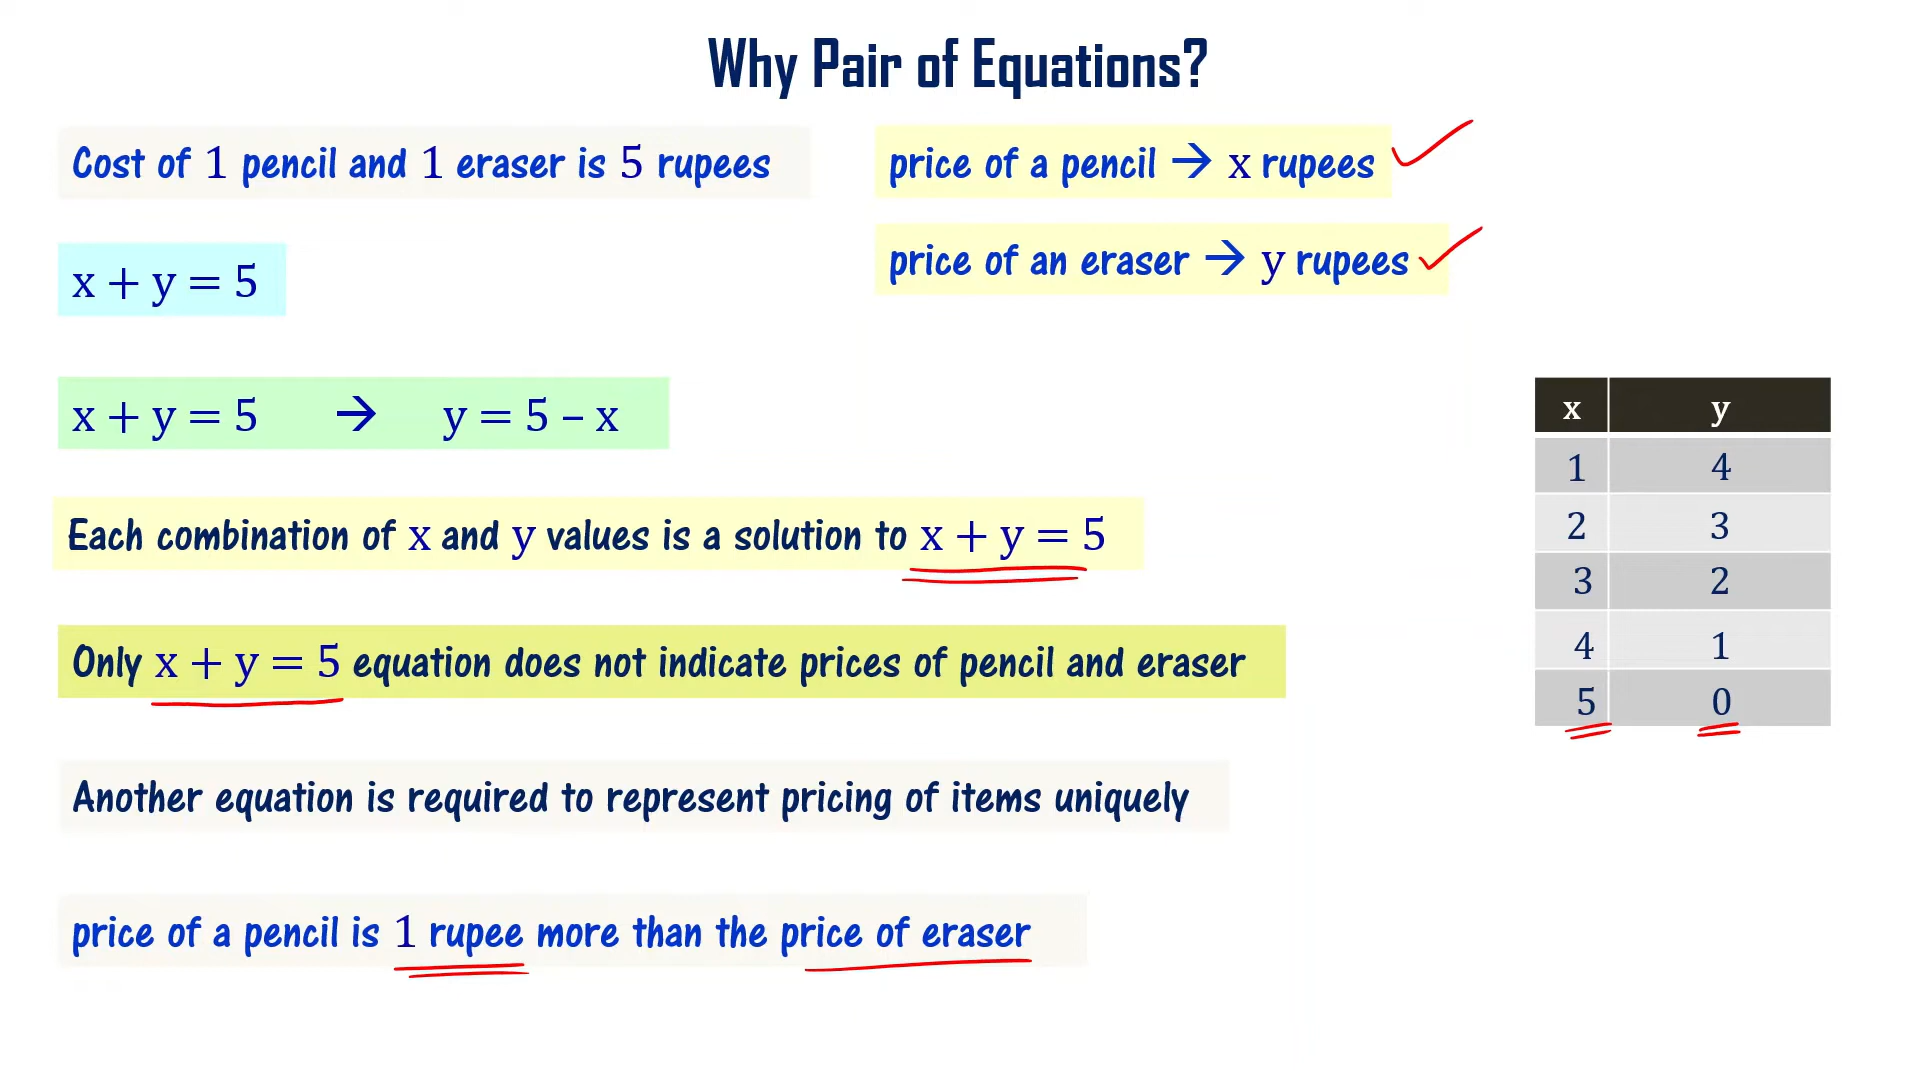 Why Pair of Equations?
Cost of 1 pencil and 1 eraser is 5 rupees
price of a pencil → x rupees
price of an eraser → y rupees
x + y = 5
x + y = 5 → y = 5 – x
Each combination of x and y values is a solution to x + y = 5
Only x + y = 5 equation does not indicate prices of pencil and eraser
Another equation is required to represent pricing of items uniquely
price of a pencil is 1 rupee more than the price of eraser
x y
1 4
2 3
3 2
4 1
5 0